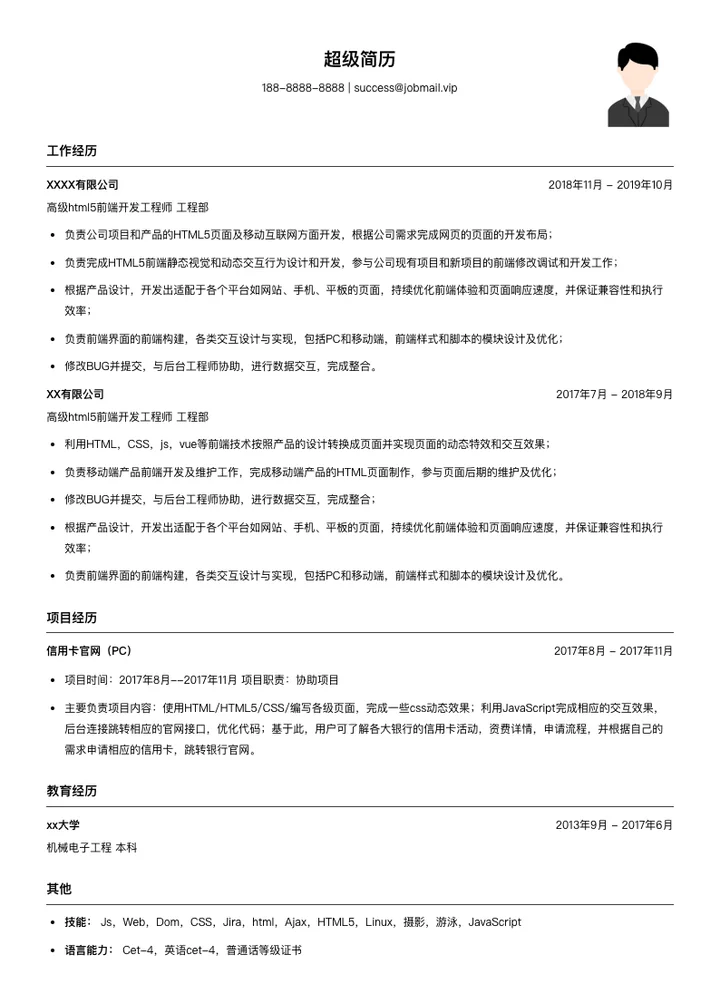 超级简历
188-8888-8888 | success@jobmail.vip
工作经历
XXXX有限公司 2018年11月 - 2019年10月
高级html5前端开发工程师 工程部
• 负责公司项目和产品的HTML5页面及移动互联网方面开发，根据公司需求完成网页的页面的开发布局；
• 负责完成HTML5前端静态视觉和动态交互行为设计和开发，参与公司现有项目和新项目的前端修改调试和开发工作；
• 根据产品设计，开发出适配于各个平台如网站、手机、平板的页面，持续优化前端体验和页面响应速度，并保证兼容性和执行
效率；
• 负责前端界面的前端构建，各类交互设计与实现，包括PC和移动端，前端样式和脚本的模块设计及优化；
• 修改BUG并提交，与后台工程师协助，进行数据交互，完成整合。
XX有限公司 2017年7月 - 2018年9月
高级html5前端开发工程师 工程部
• 利用HTML，CSS，js，vue等前端技术按照产品的设计转换成页面并实现页面的动态特效和交互效果；
• 负责移动端产品前端开发及维护工作，完成移动端产品的HTML页面制作，参与页面后期的维护及优化；
• 修改BUG并提交，与后台工程师协助，进行数据交互，完成整合；
• 根据产品设计，开发出适配于各个平台如网站、手机、平板的页面，持续优化前端体验和页面响应速度，并保证兼容性和执行
效率；
• 负责前端界面的前端构建，各类交互设计与实现，包括PC和移动端，前端样式和脚本的模块设计及优化。
项目经历
信用卡官网（PC） 2017年8月 - 2017年11月
• 项目时间：2017年8月--2017年11月 项目职责：协助项目
• 主要负责项目内容：使用HTML/HTML5/CSS/编写各级页面，完成一些css动态效果；利用JavaScript完成相应的交互效果，
后台连接跳转相应的官网接口，优化代码；基于此，用户可了解各大银行的信用卡活动，资费详情，申请流程，并根据自己的
需求申请相应的信用卡，跳转银行官网。
教育经历
xx大学 2013年9月 - 2017年6月
机械电子工程 本科
其他
• 技能： Js，Web，Dom，CSS，Jira，html，Ajax，HTML5，Linux，摄影，游泳，JavaScript
• 语言能力： Cet-4，英语cet-4，普通话等级证书